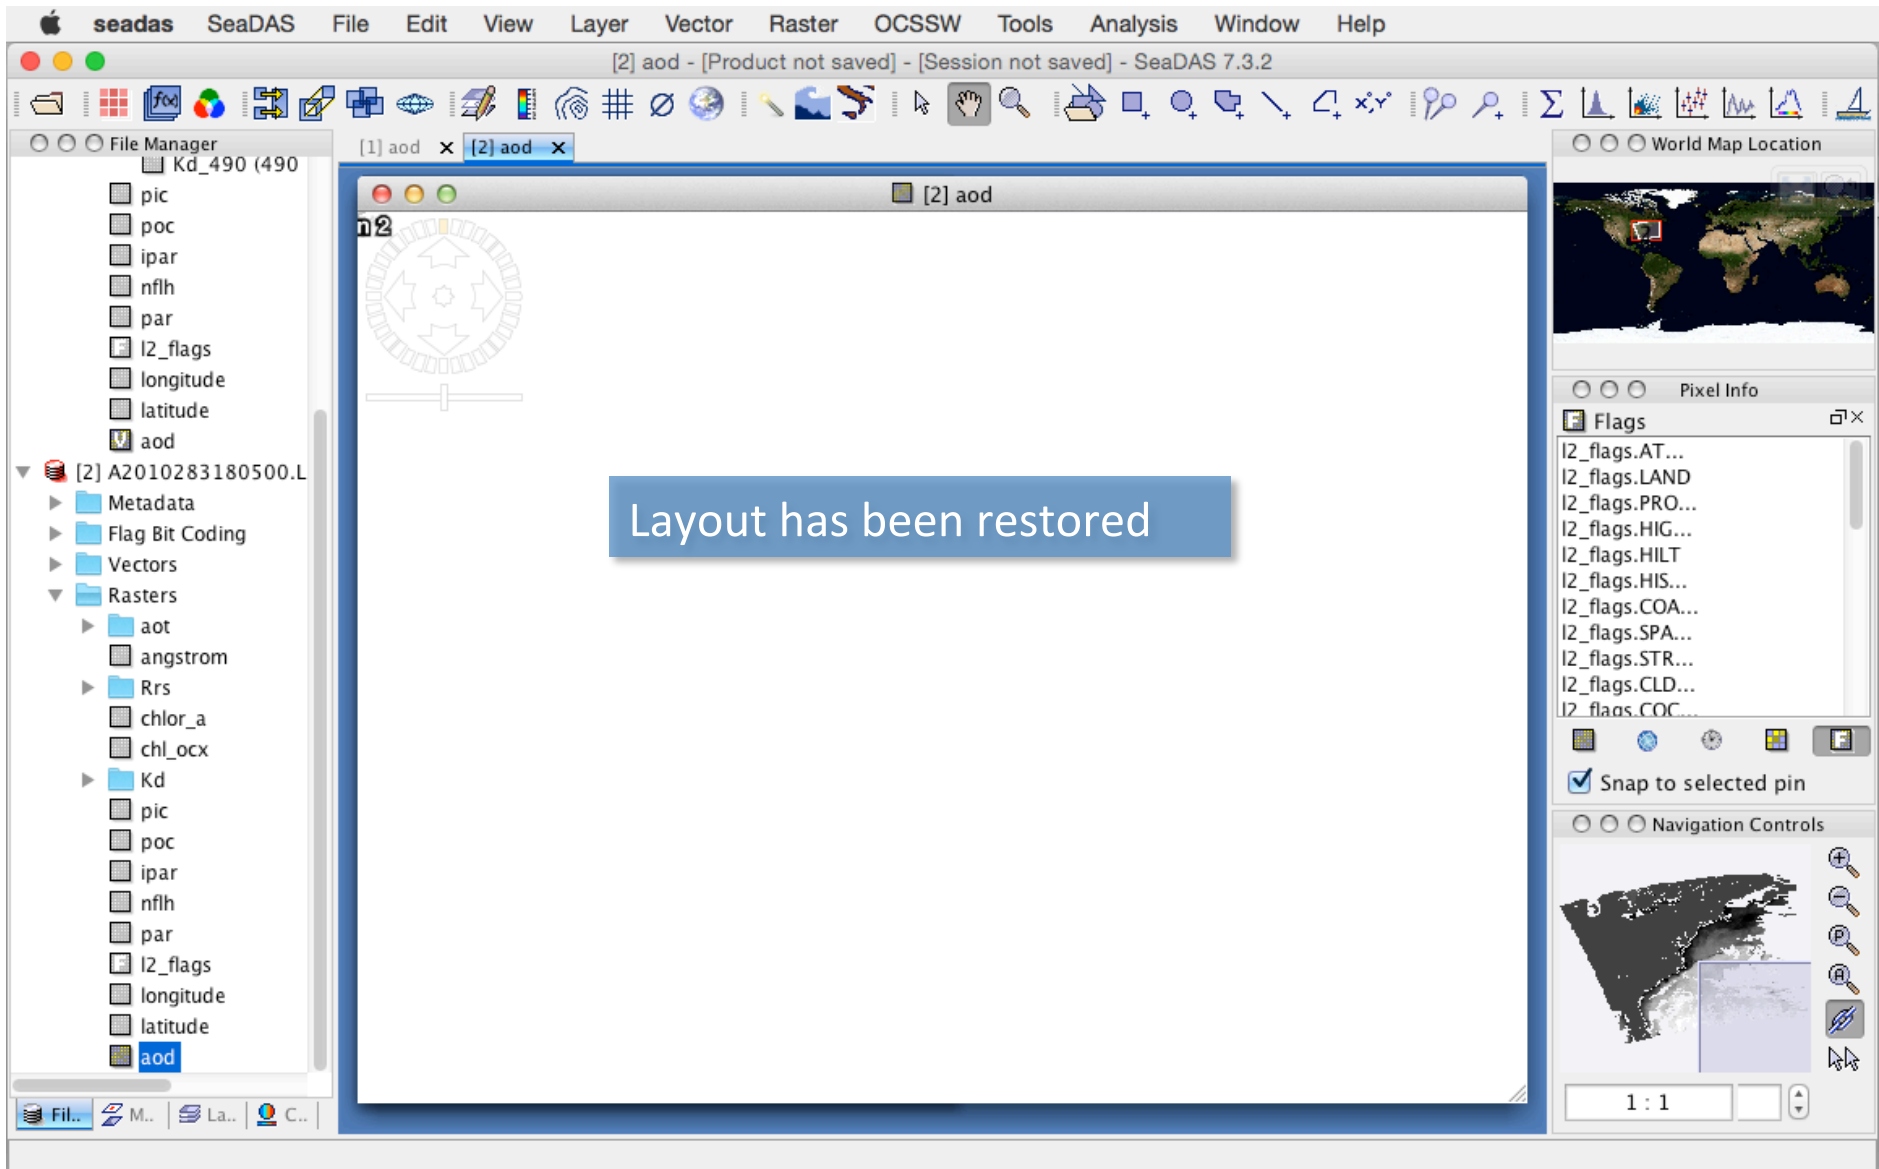 seadas SeaDAS File Edit View Layer Vector Raster OCSSW Tools Analysis Window Help
[2] aod - [Product not saved] - [Session not saved] - SeaDAS 7.3.2
File Manager
Kd_490 (490
pic
poc
ipar
nflh
par
l2_flags
longitude
latitude
aod
[2] A2010283180500.L
Metadata
Flag Bit Coding
Vectors
Rasters
aot
angstrom
Rrs
chlor_a
chl_ocx
Kd
pic
poc
ipar
nflh
par
l2_flags
longitude
latitude
aod
Fil.. M.. La.. C..
[1] aod [2] aod
[2] aod
n2
Layout has been restored
World Map Location
Pixel Info
Flags
l2_flags.AT...
l2_flags.LAND
l2_flags.PRO...
l2_flags.HIG...
l2_flags.HILT
l2_flags.HIS...
l2_flags.COA...
l2_flags.SPA...
l2_flags.STR...
l2_flags.CLD...
l2_flags.COC...
Snap to selected pin
Navigation Controls
1 : 1